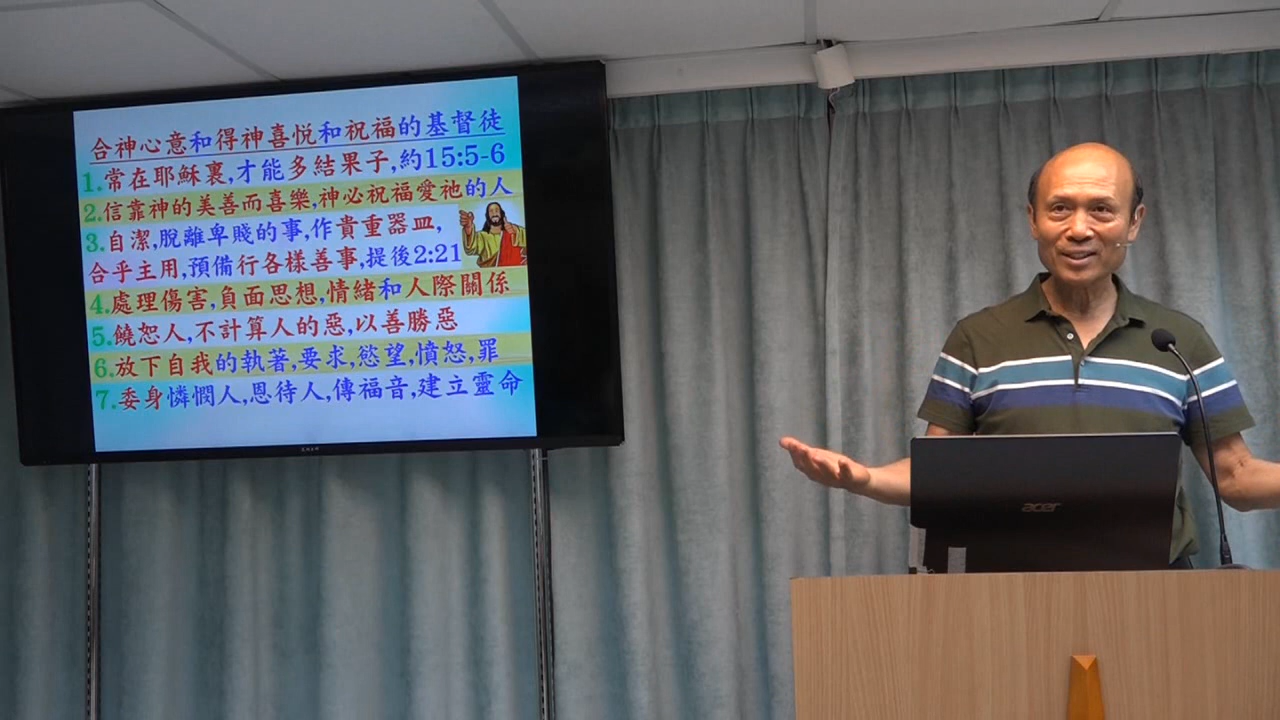 合神心意和得神喜悅和祝福的基督徒
1.常在耶穌裏,才能多結果子,約15:5-6
2.信靠神的美善而喜樂,神必祝福愛祂的人
3.自潔,脫離卑賤的事,作貴重器皿,
合乎主用,預備行各樣善事,提後2:21
4.處理傷害,負面思想,情緒和人際關係
5.饒恕人,不計算人的惡,以善勝惡
6.放下自我的執著,要求,慾望,憤怒,罪
7.委身憐憫人,恩待人,傳福音,建立靈命
acer